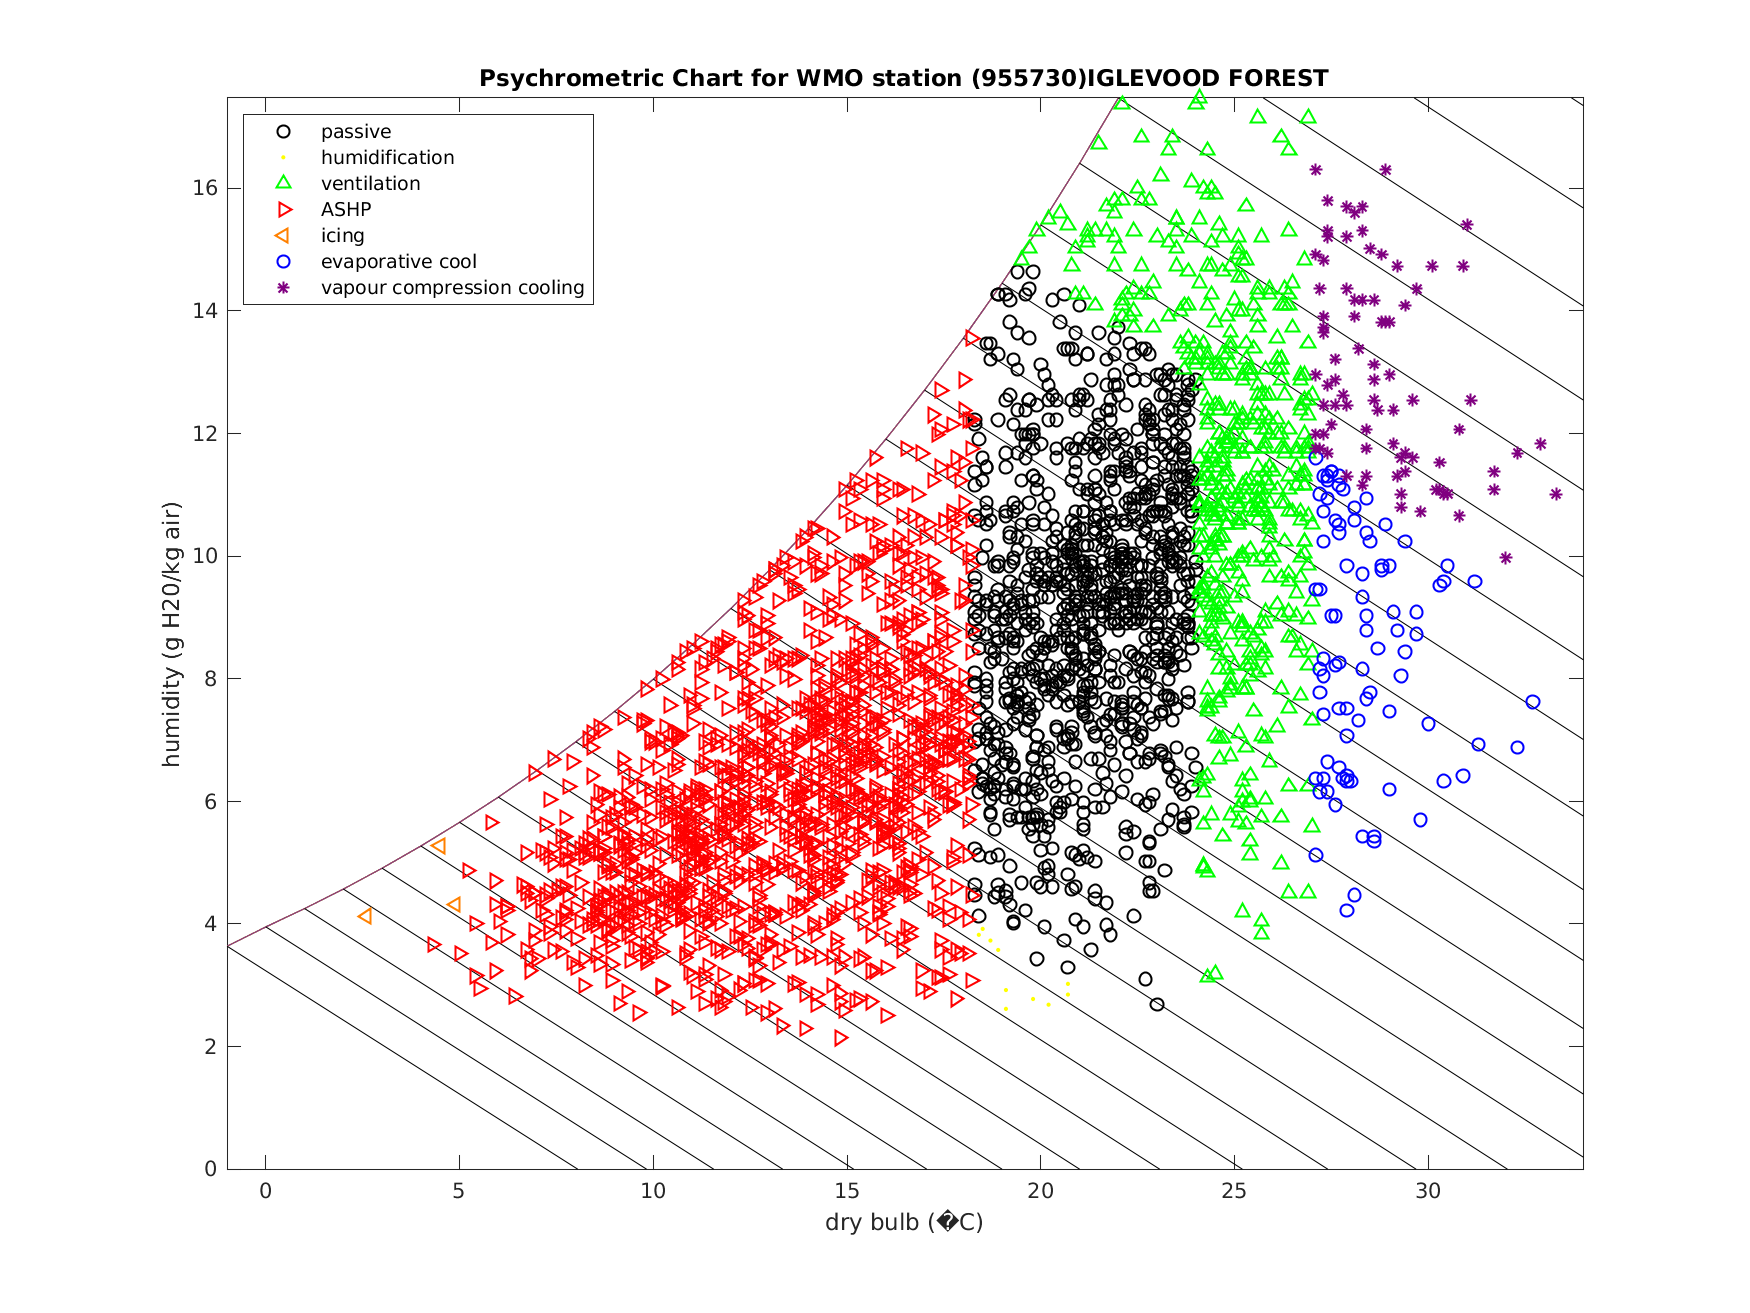 Psychrometric Chart for WMO station (955730)IGLEVOOD FOREST
passive
humidification
ventilation
ASHP
icing
evaporative cool
vapour compression cooling
humidity (g H20/kg air)
16
14
12
10
8
6
4
2
0
0 5 10 15 20 25 30
dry bulb (�C)